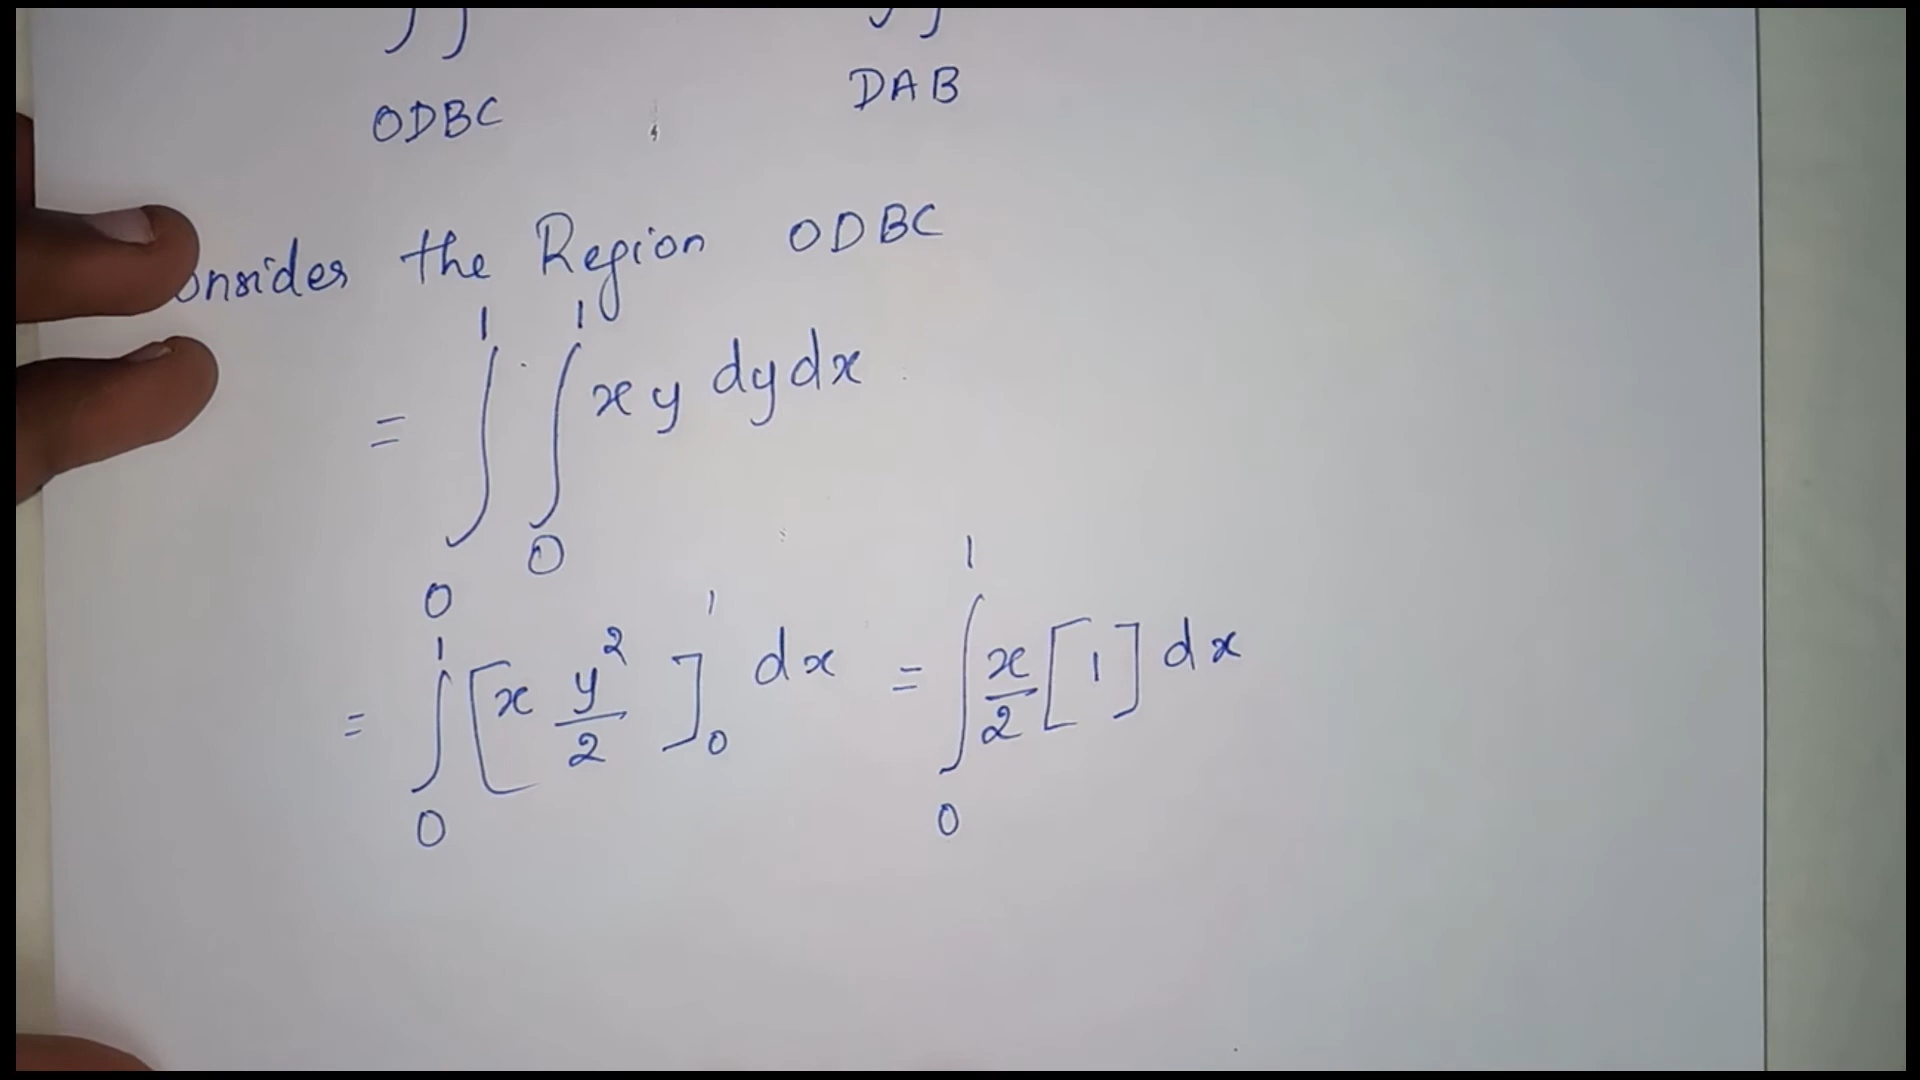 ∫∫ ∫∫
ODBC DAB
onsider the Region ODBC
= ∫₀¹ ∫₀¹ xy dy dx
= ∫₀¹ [x y²/2]₀¹ dx = ∫₀¹ x/2 [1] dx